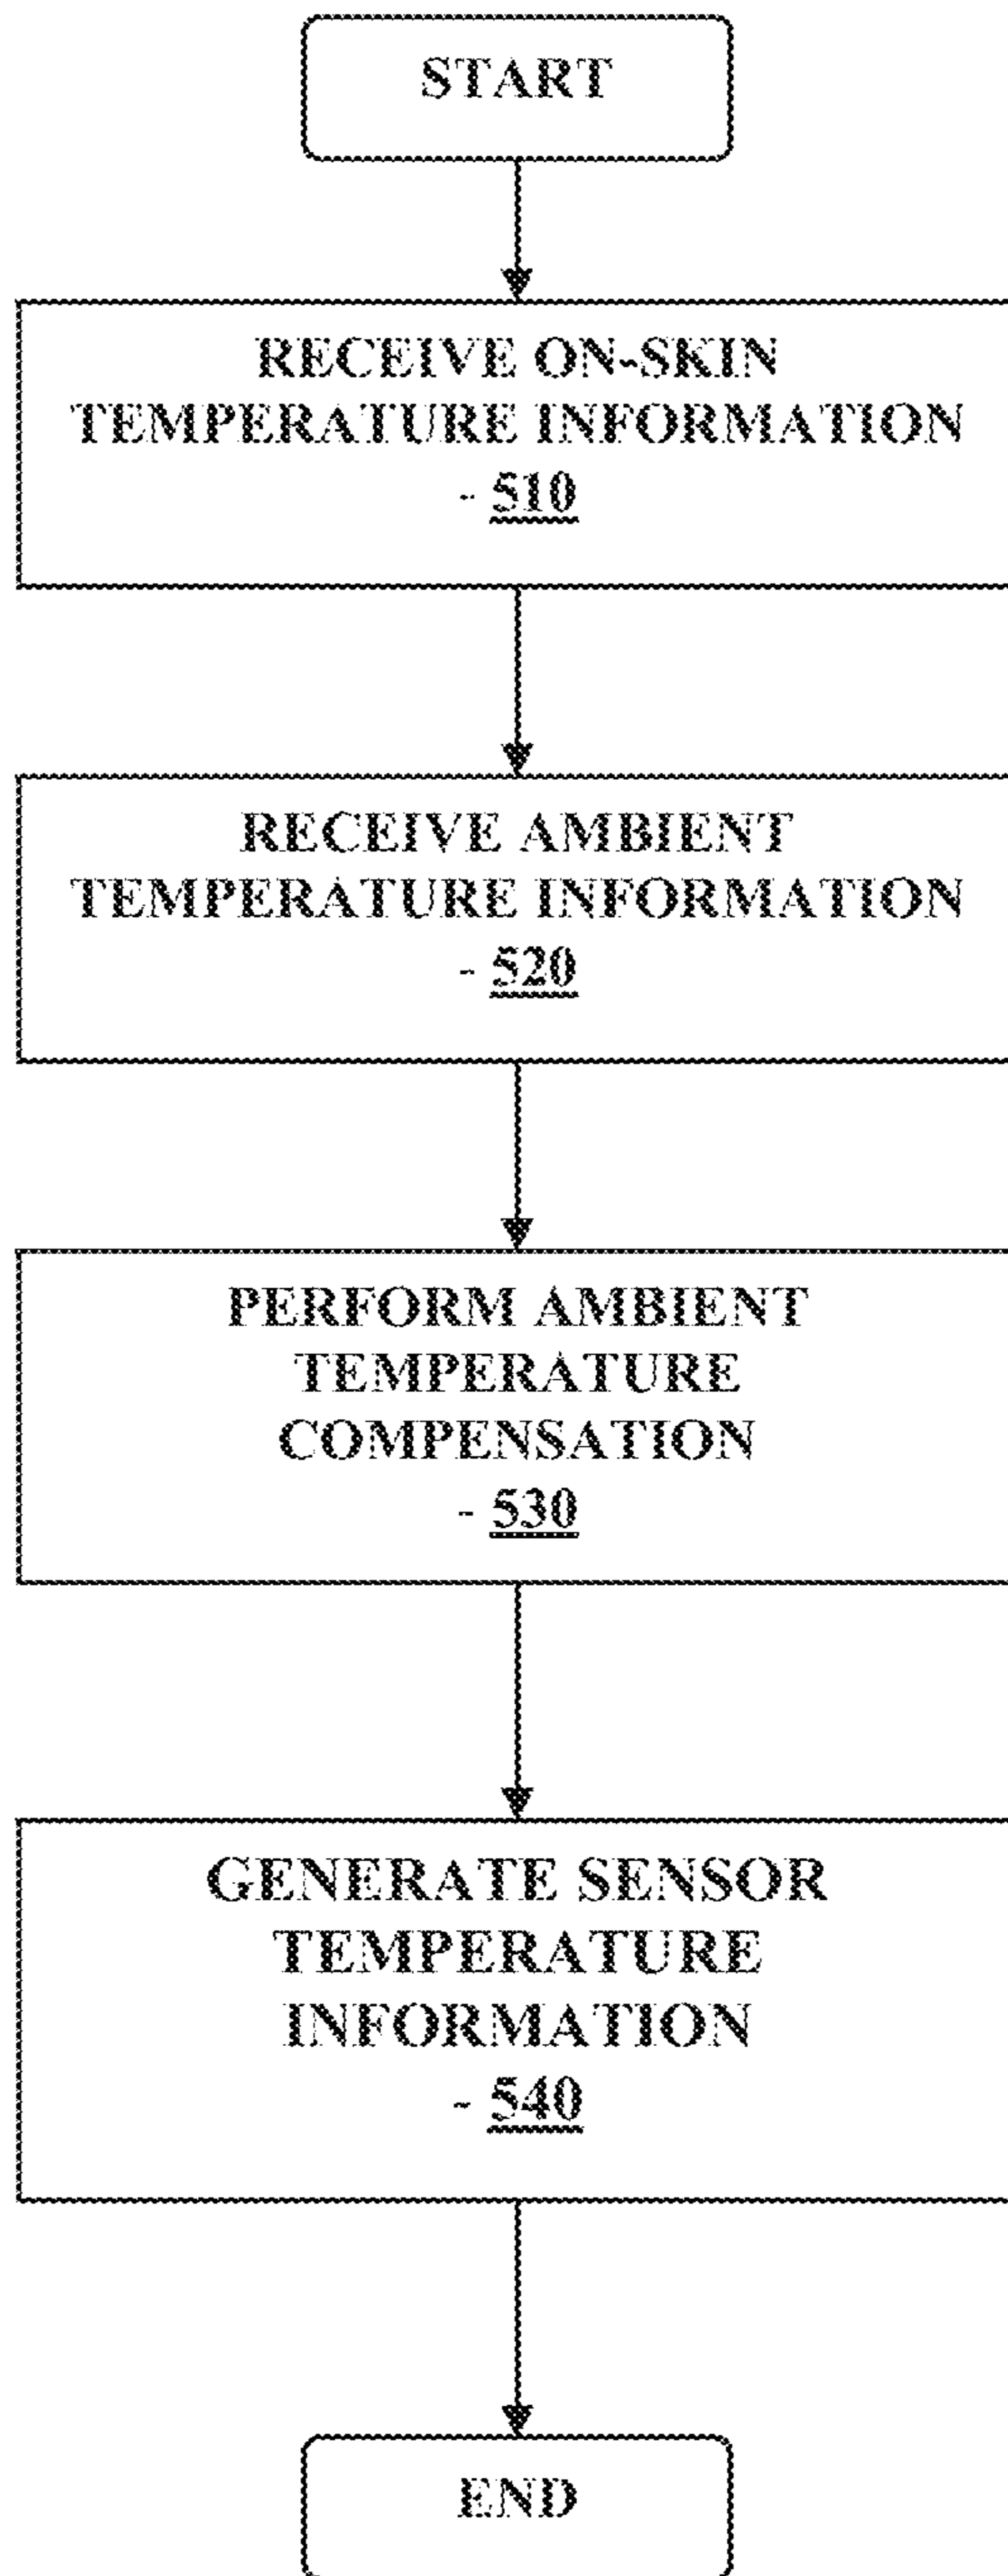 START
RECEIVE ON-SKIN
TEMPERATURE INFORMATION
- 510
RECEIVE AMBIENT
TEMPERATURE INFORMATION
- 520
PERFORM AMBIENT
TEMPERATURE
COMPENSATION
- 530
GENERATE SENSOR
TEMPERATURE
INFORMATION
- 540
END